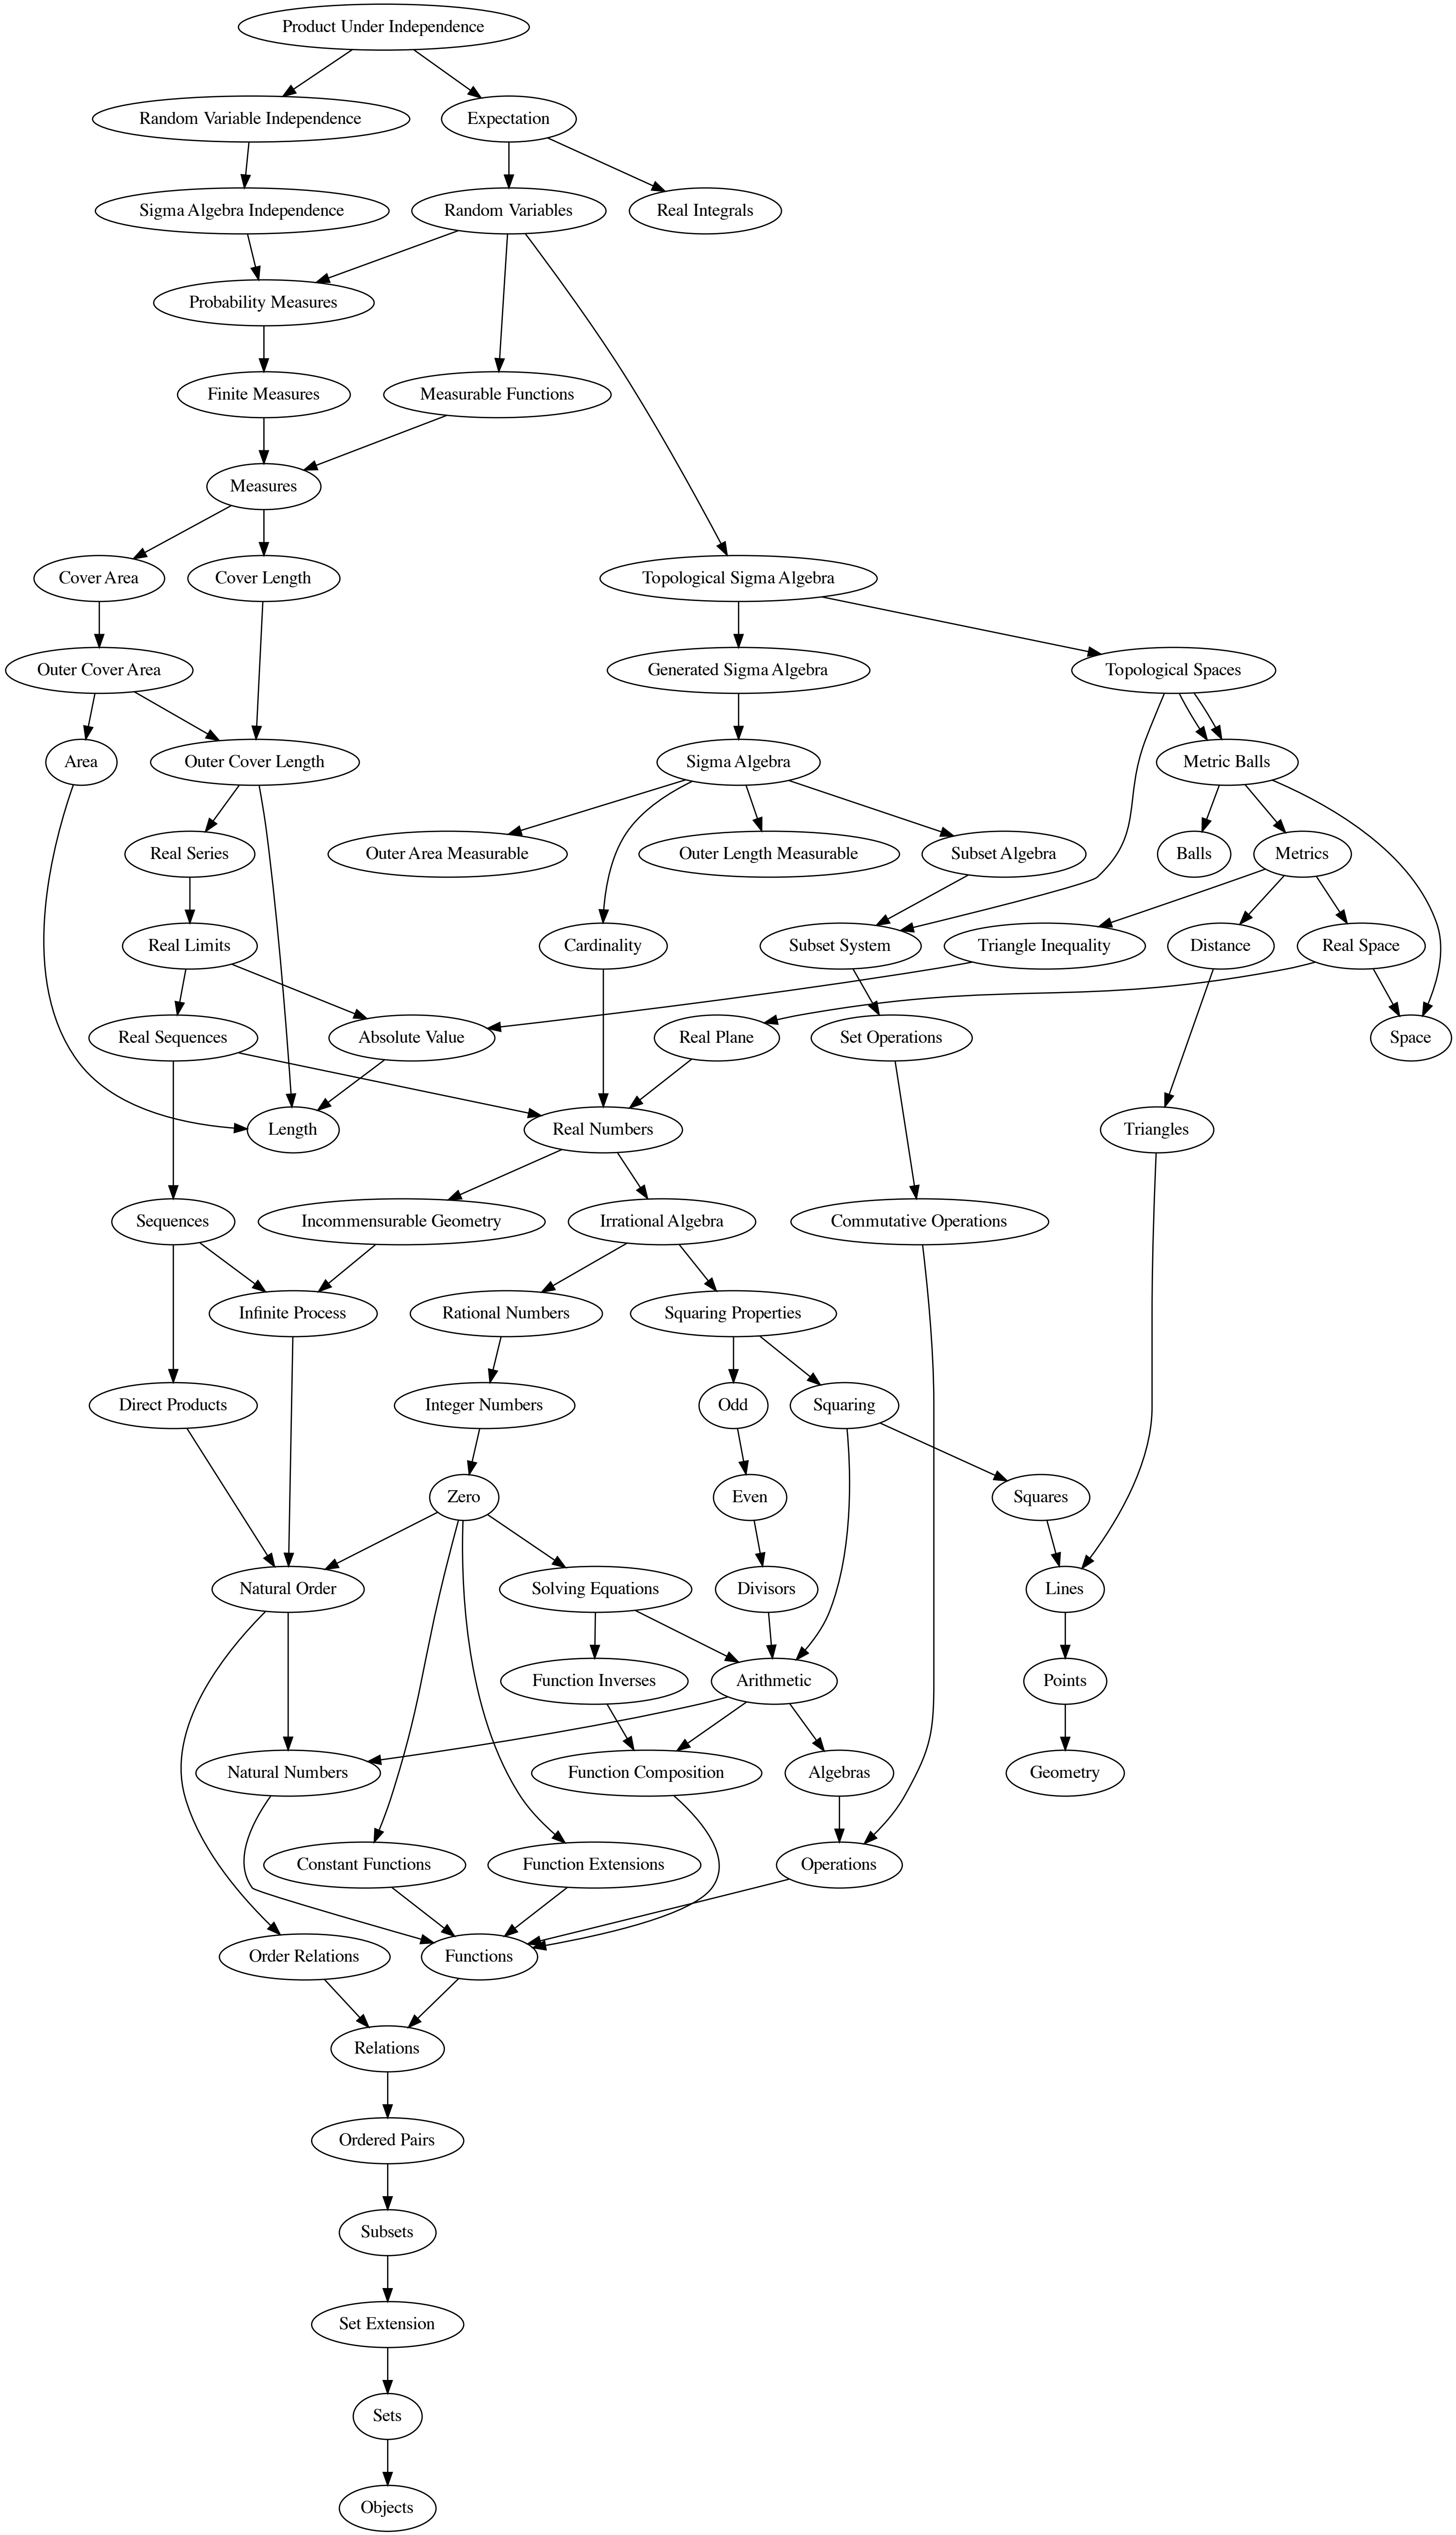 Product Under Independence
Random Variable Independence
Expectation
Sigma Algebra Independence
Random Variables
Real Integrals
Probability Measures
Finite Measures
Measurable Functions
Measures
Cover Area
Cover Length
Topological Sigma Algebra
Outer Cover Area
Generated Sigma Algebra
Topological Spaces
Area
Outer Cover Length
Sigma Algebra
Metric Balls
Real Series
Outer Area Measurable
Outer Length Measurable
Subset Algebra
Balls
Metrics
Real Limits
Cardinality
Subset System
Triangle Inequality
Distance
Real Space
Real Sequences
Absolute Value
Real Plane
Set Operations
Space
Length
Real Numbers
Triangles
Sequences
Incommensurable Geometry
Irrational Algebra
Commutative Operations
Infinite Process
Rational Numbers
Squaring Properties
Direct Products
Integer Numbers
Odd
Squaring
Zero
Even
Squares
Natural Order
Solving Equations
Divisors
Lines
Function Inverses
Arithmetic
Points
Natural Numbers
Function Composition
Algebras
Geometry
Constant Functions
Function Extensions
Operations
Order Relations
Functions
Relations
Ordered Pairs
Subsets
Set Extension
Sets
Objects